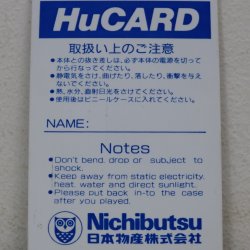 HuCARD
取扱い上のご注意
●本体との抜き差しは、必ず本体の電源を切って
から行なってください。
●静電気をさけ、曲げたり、落したり、衝撃を与え
ないでください。
●熱、水分、直射日光をさけてください。
●使用後はビニールケースに入れてください。
NAME:
Notes
●Don't bend, drop or subject to
shock.
●Keep away from static electricity,
heat, water and direct sunlight.
●Please put back in-to the case
after you played.
Nichibutsu
日本物産株式会社